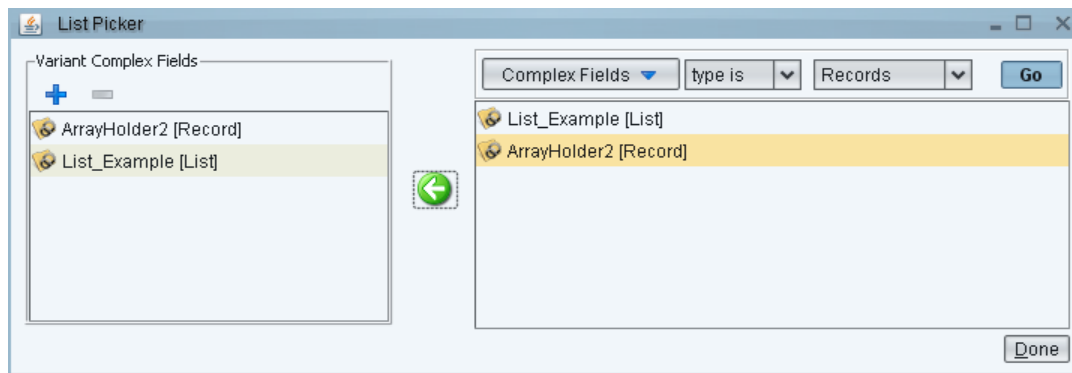 List Picker
Variant Complex Fields
ArrayHolder2 [Record]
List_Example [List]
Complex Fields type is Records Go
List_Example [List]
ArrayHolder2 [Record]
Done